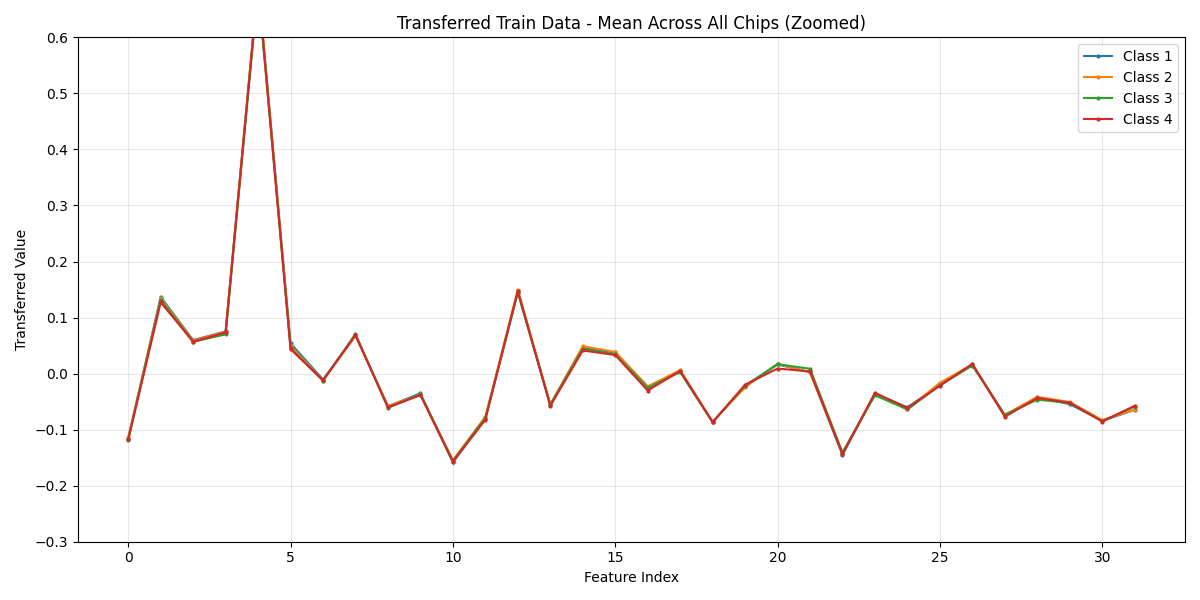 Transferred Train Data - Mean Across All Chips (Zoomed)
Class 1
Class 2
Class 3
Class 4
Transferred Value
0.6
0.5
0.4
0.3
0.2
0.1
0.0
−0.1
−0.2
−0.3
0 5 10 15 20 25 30
Feature Index